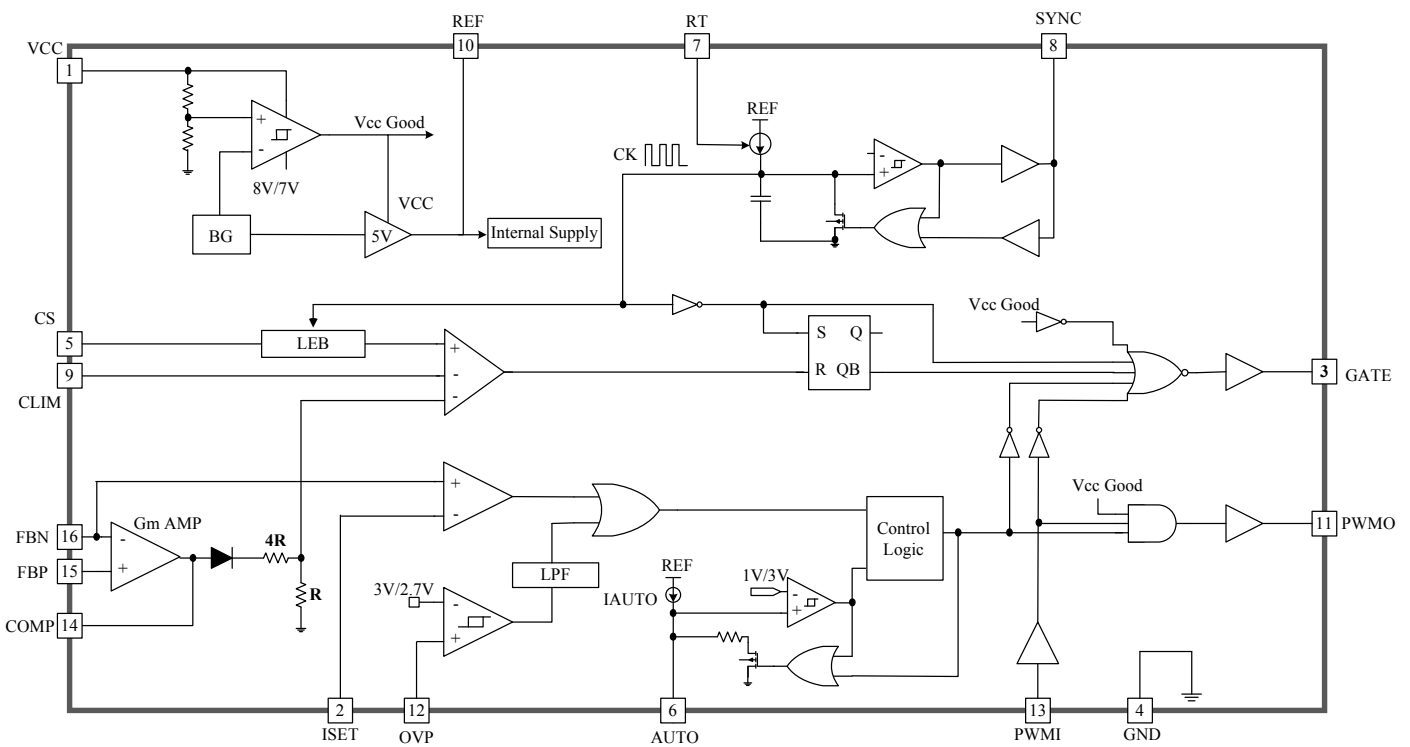 REF
RT
SYNC
VCC
10
7
8
1
REF
+
Vcc Good
-
CK
-
+
8V/7V
VCC
BG
5V
Internal Supply
Vcc Good
CS
5
LEB
+
S Q
9
-
R QB
3
GATE
CLIM
-
Vcc Good
+
FBN
16
Gm AMP
-
-
4R
Control
Logic
11
PWMO
FBP
15
+
LPF
REF
1V/3V
3V/2.7V
-
IAUTO
-
+
R
COMP
14
+
2
12
6
13
4
ISET
OVP
AUTO
PWMI
GND